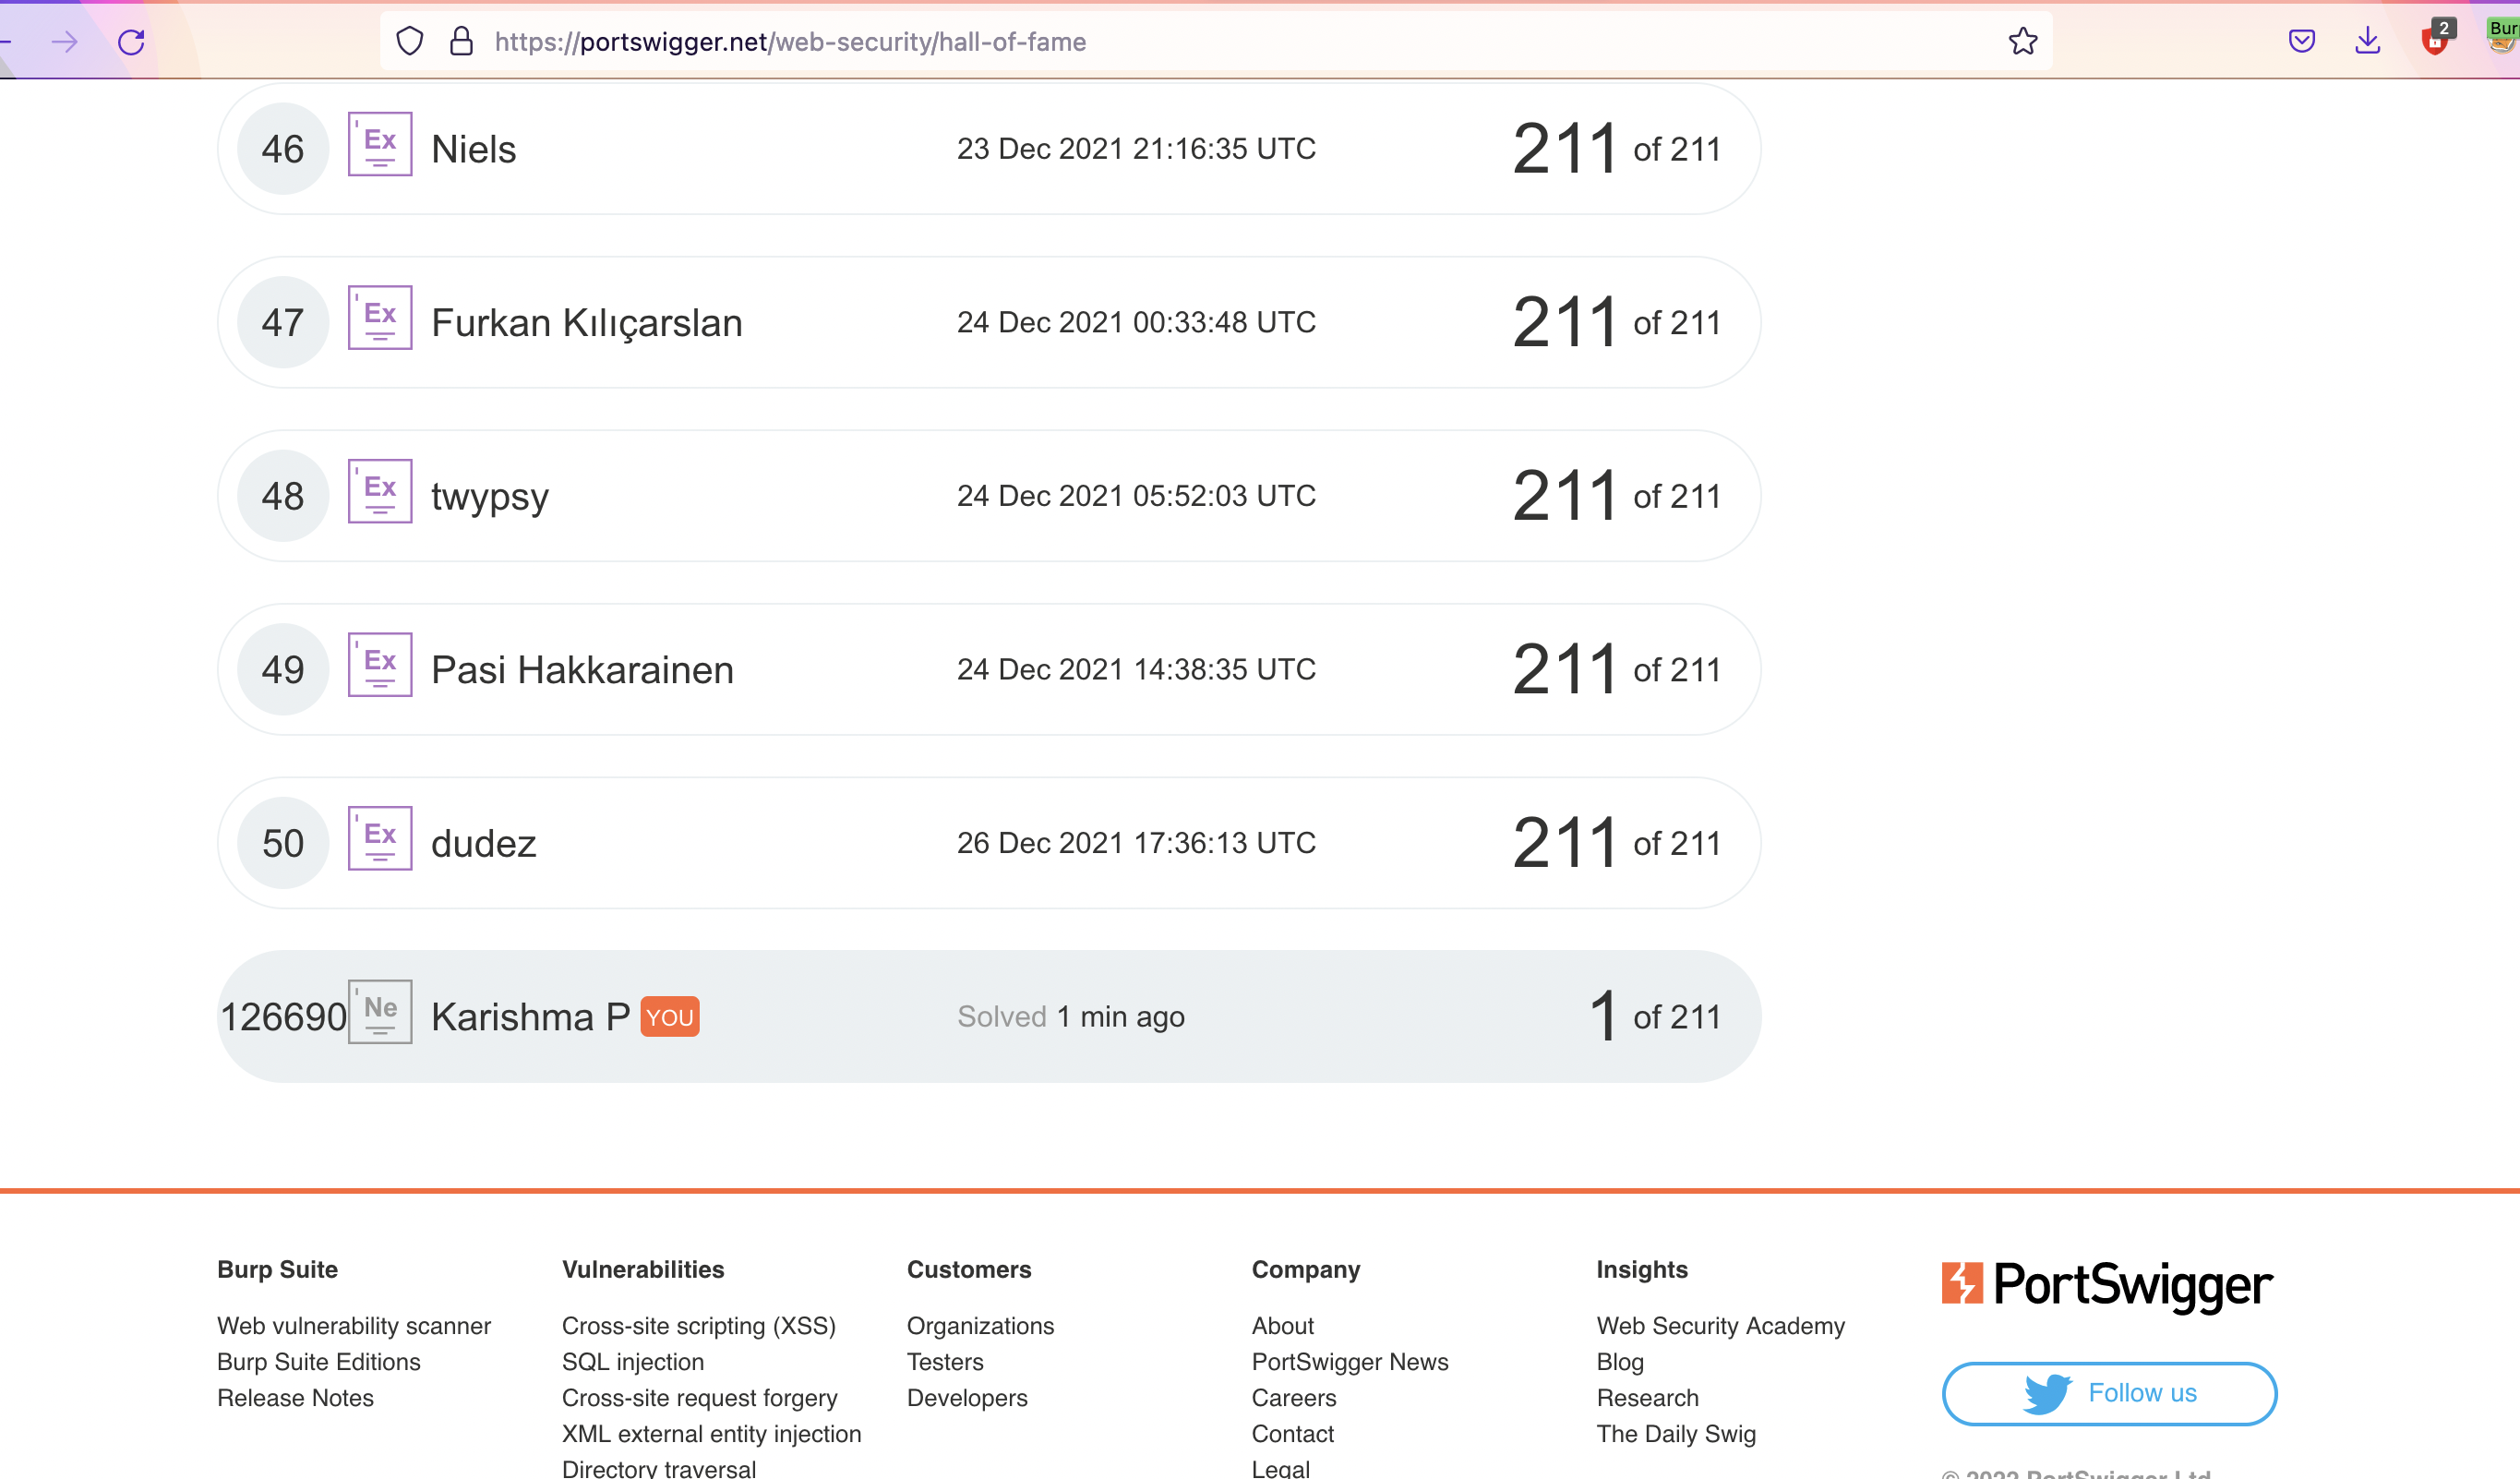 https://portswigger.net/web-security/hall-of-fame
2
Bur
46 Ex Niels 23 Dec 2021 21:16:35 UTC 211 of 211
47 Ex Furkan Kılıçarslan 24 Dec 2021 00:33:48 UTC 211 of 211
48 Ex twypsy 24 Dec 2021 05:52:03 UTC 211 of 211
49 Ex Pasi Hakkarainen 24 Dec 2021 14:38:35 UTC 211 of 211
50 Ex dudez 26 Dec 2021 17:36:13 UTC 211 of 211
126690 Ne Karishma P YOU Solved 1 min ago 1 of 211
Burp Suite
Web vulnerability scanner
Burp Suite Editions
Release Notes
Vulnerabilities
Cross-site scripting (XSS)
SQL injection
Cross-site request forgery
XML external entity injection
Directory traversal
Customers
Organizations
Testers
Developers
Company
About
PortSwigger News
Careers
Contact
Legal
Insights
Web Security Academy
Blog
Research
The Daily Swig
PortSwigger
Follow us
© 2022 PortSwigger Ltd